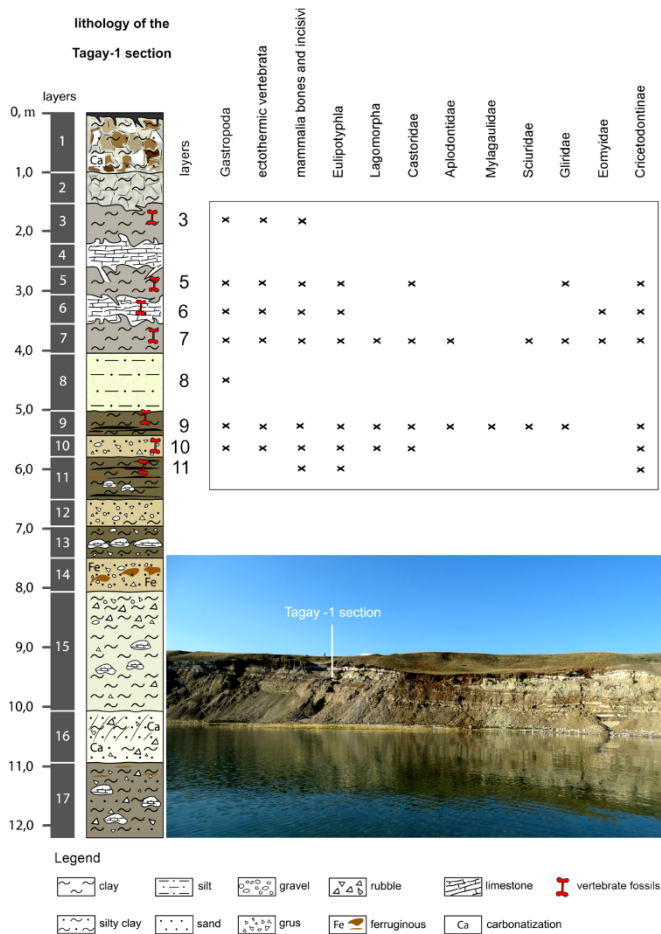 lithology of the
Tagay-1 section
layers
0, m
1,0
2,0
3,0
4,0
5,0
6,0
7,0
8,0
9,0
10,0
11,0
12,0
1
2
3
4
5
6
7
8
9
10
11
12
13
14
15
16
17
Ca
Fe
Fe
Ca
Ca
layers
Gastropoda
ectothermic vertebrata
mammalia bones and incisivi
Eulipotyphla
Lagomorpha
Castoridae
Aplodontidae
Mylagaulidae
Sciuridae
Gliridae
Eomyidae
Cricetodontinae
3 x x x
5 x x x x x x x
6 x x x x x x
7 x x x x x x x x x x x
8 x
9 x x x x x x x x x x x
10 x x x x x x x
11 x x x
Tagay -1 section
Legend
clay
silt
gravel
rubble
limestone
vertebrate fossils
silty clay
sand
grus
Fe ferruginous
Ca carbonatization